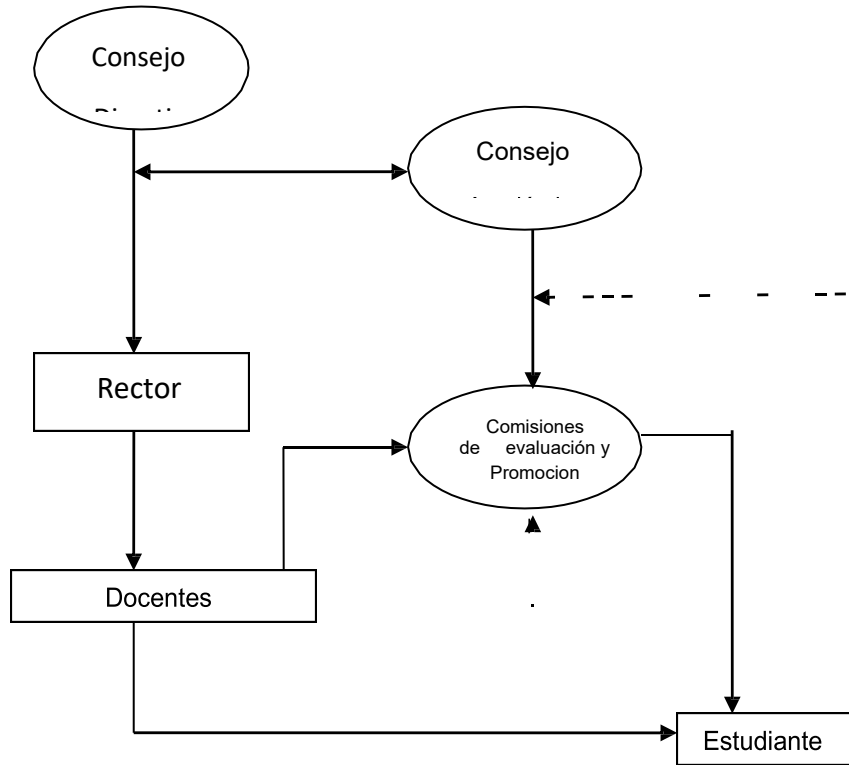 Consejo
Consejo
Rector
Comisiones
de evaluación y
Promocion
Docentes
Estudiante